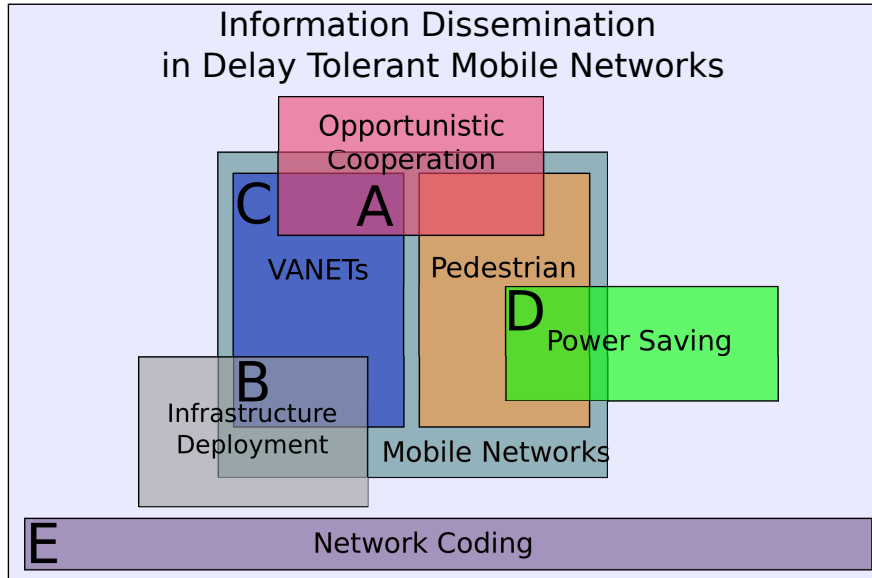 Information Dissemination
in Delay Tolerant Mobile Networks
Opportunistic
Cooperation
C
A
VANETs
Pedestrian
D
Power Saving
B
Infrastructure
Deployment
Mobile Networks
E
Network Coding